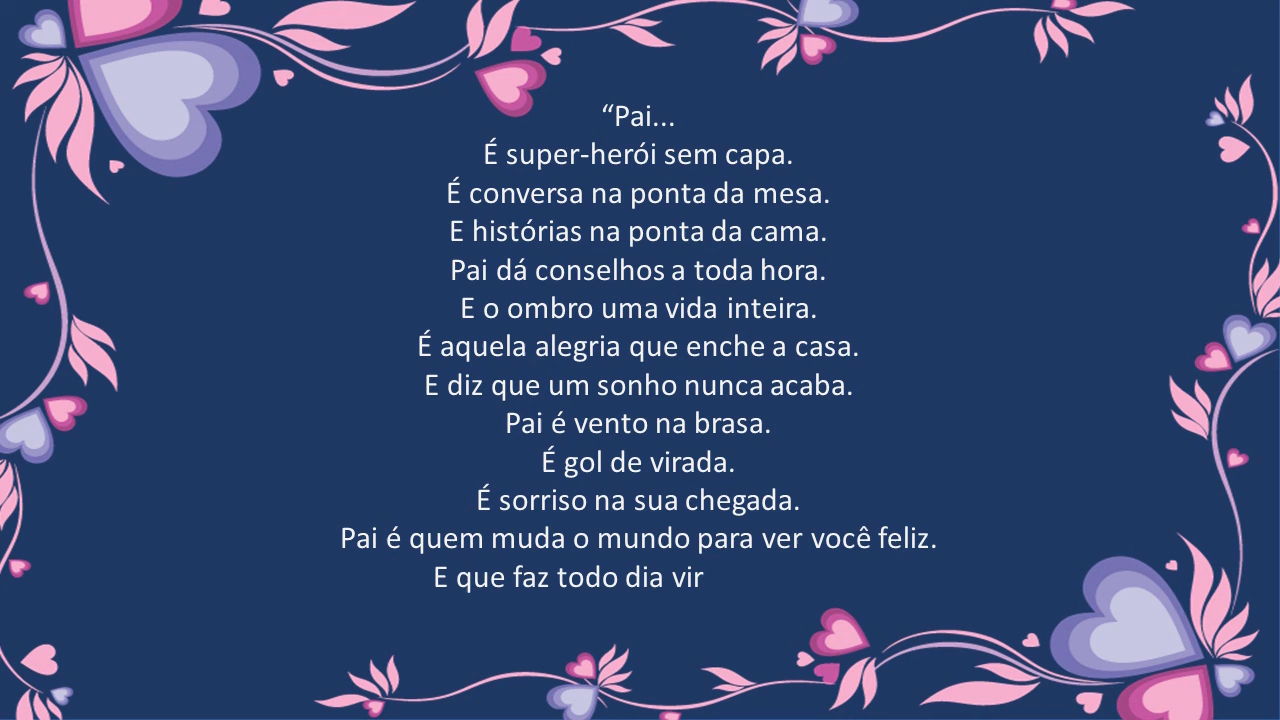 “Pai...
É super-herói sem capa.
É conversa na ponta da mesa.
E histórias na ponta da cama.
Pai dá conselhos a toda hora.
E o ombro uma vida inteira.
É aquela alegria que enche a casa.
E diz que um sonho nunca acaba.
Pai é vento na brasa.
É gol de virada.
É sorriso na sua chegada.
Pai é quem muda o mundo para ver você feliz.
E que faz todo dia vir